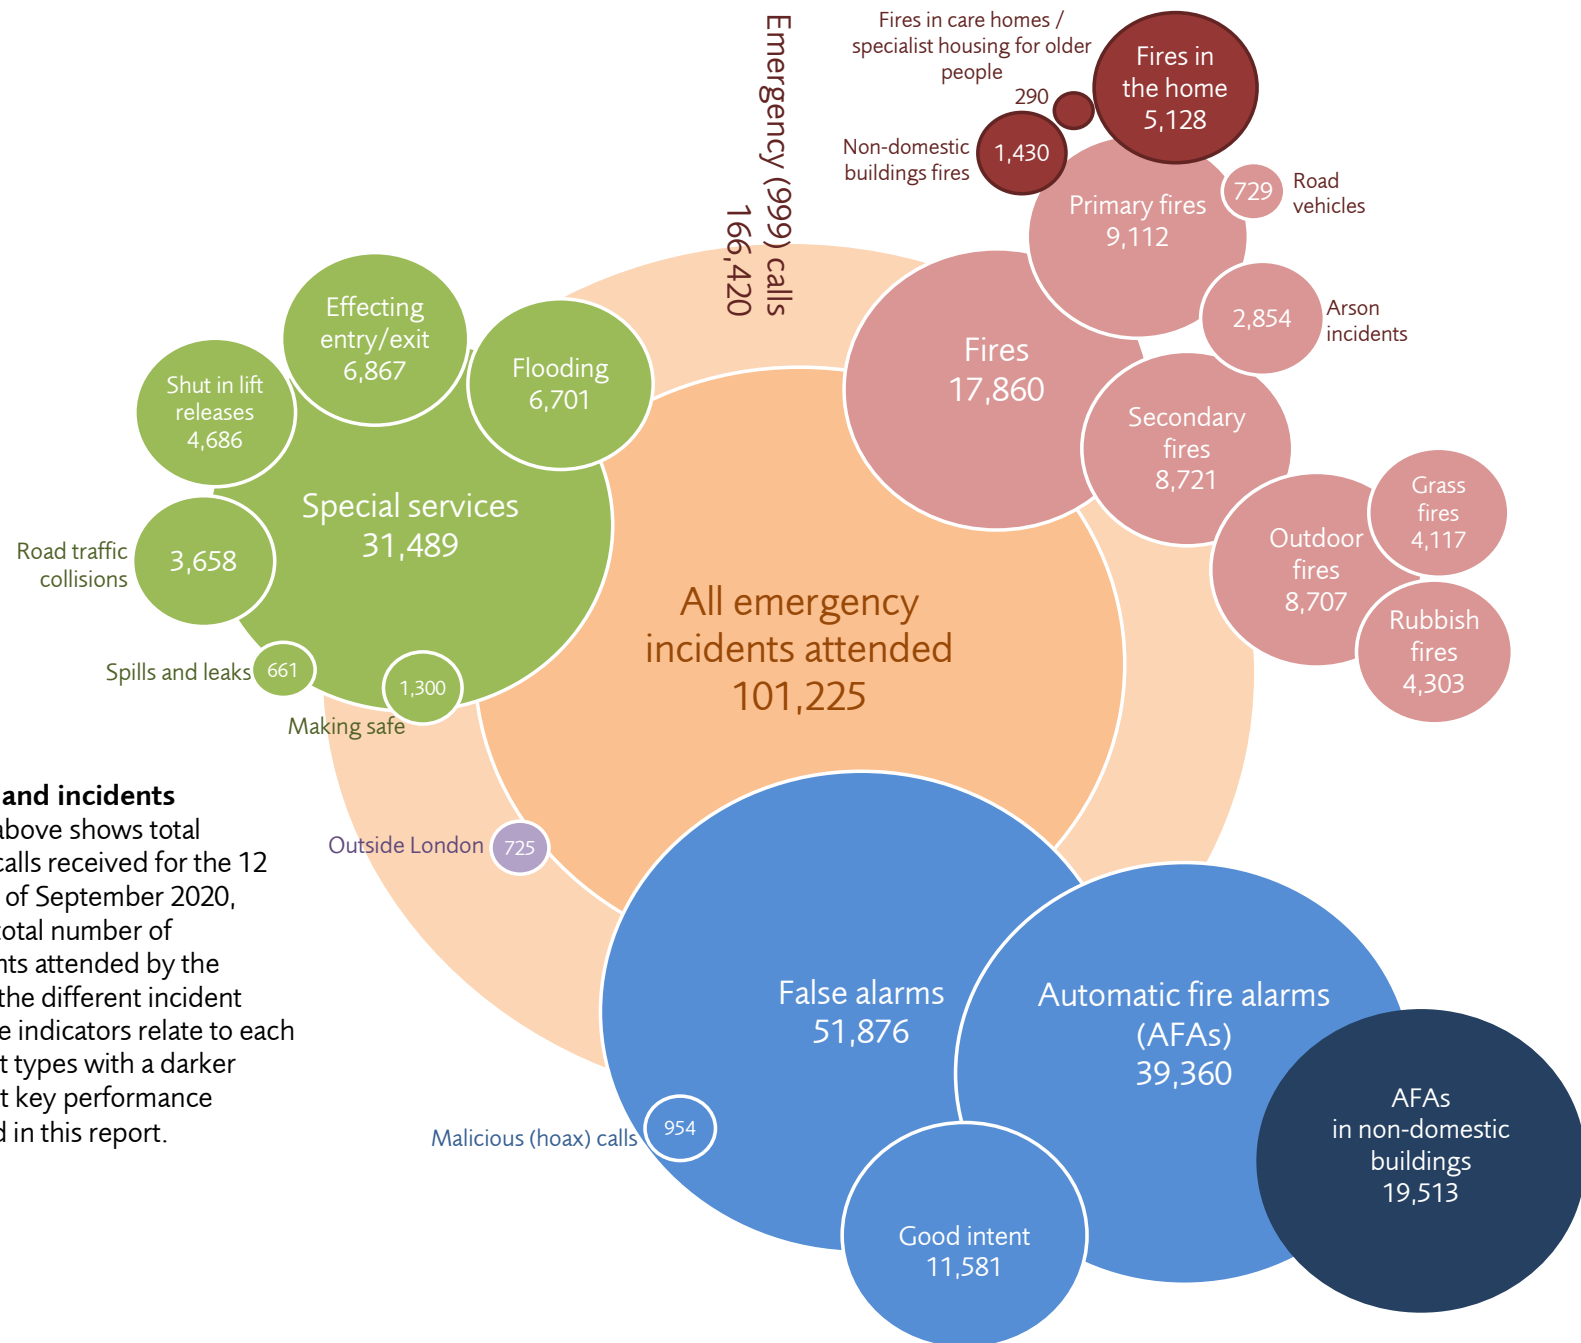 Emergency (999) calls
166,420
Fires in care homes /
specialist housing for older
people
290
Fires in
the home
5,128
Non-domestic
buildings fires
1,430
Primary fires
9,112
729
Road
vehicles
2,854
Arson
incidents
Fires
17,860
Secondary
fires
8,721
Outdoor
fires
8,707
Grass
fires
4,117
Rubbish
fires
4,303
Effecting
entry/exit
6,867
Flooding
6,701
Shut in lift
releases
4,686
Special services
31,489
Road traffic
collisions
3,658
Spills and leaks
661
1,300
Making safe
All emergency
incidents attended
101,225
Outside London
725
and incidents
above shows total
calls received for the 12
of September 2020,
total number of
nts attended by the
the different incident
e indicators relate to each
t types with a darker
t key performance
d in this report.
False alarms
51,876
Automatic fire alarms
(AFAs)
39,360
AFAs
in non-domestic
buildings
19,513
Malicious (hoax) calls
954
Good intent
11,581